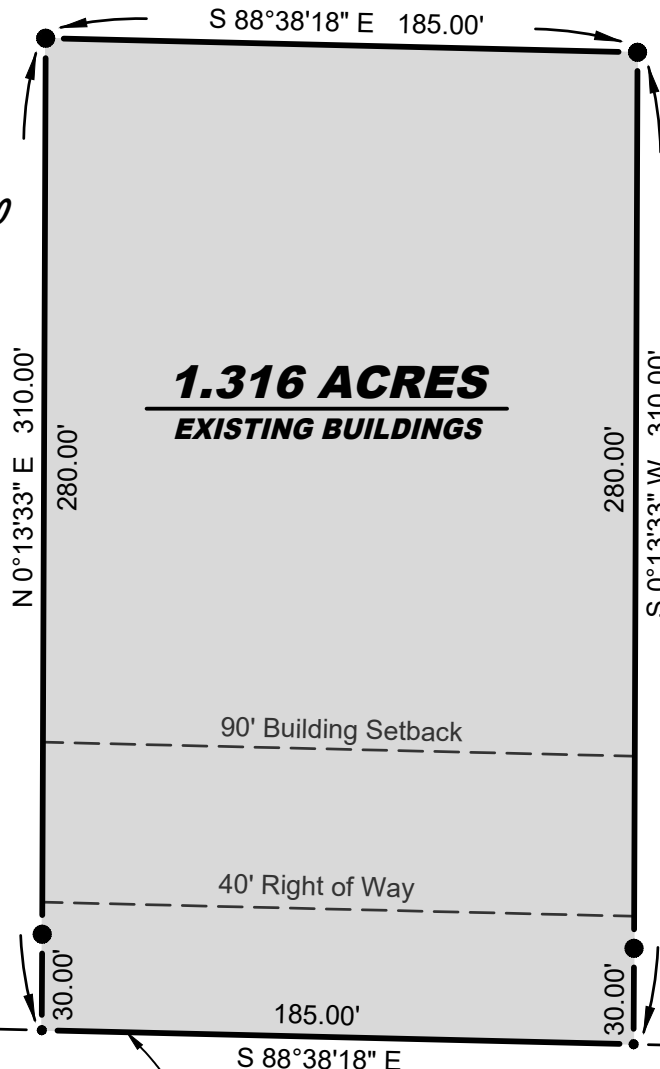 S 88°38'18" E 185.00'
N 0°13'33" E 310.00'
280.00'
1.316 ACRES
EXISTING BUILDINGS
280.00'
S 0°13'33" W 310.00'
90' Building Setback
40' Right of Way
30.00'
185.00'
30.00'
S 88°38'18" E